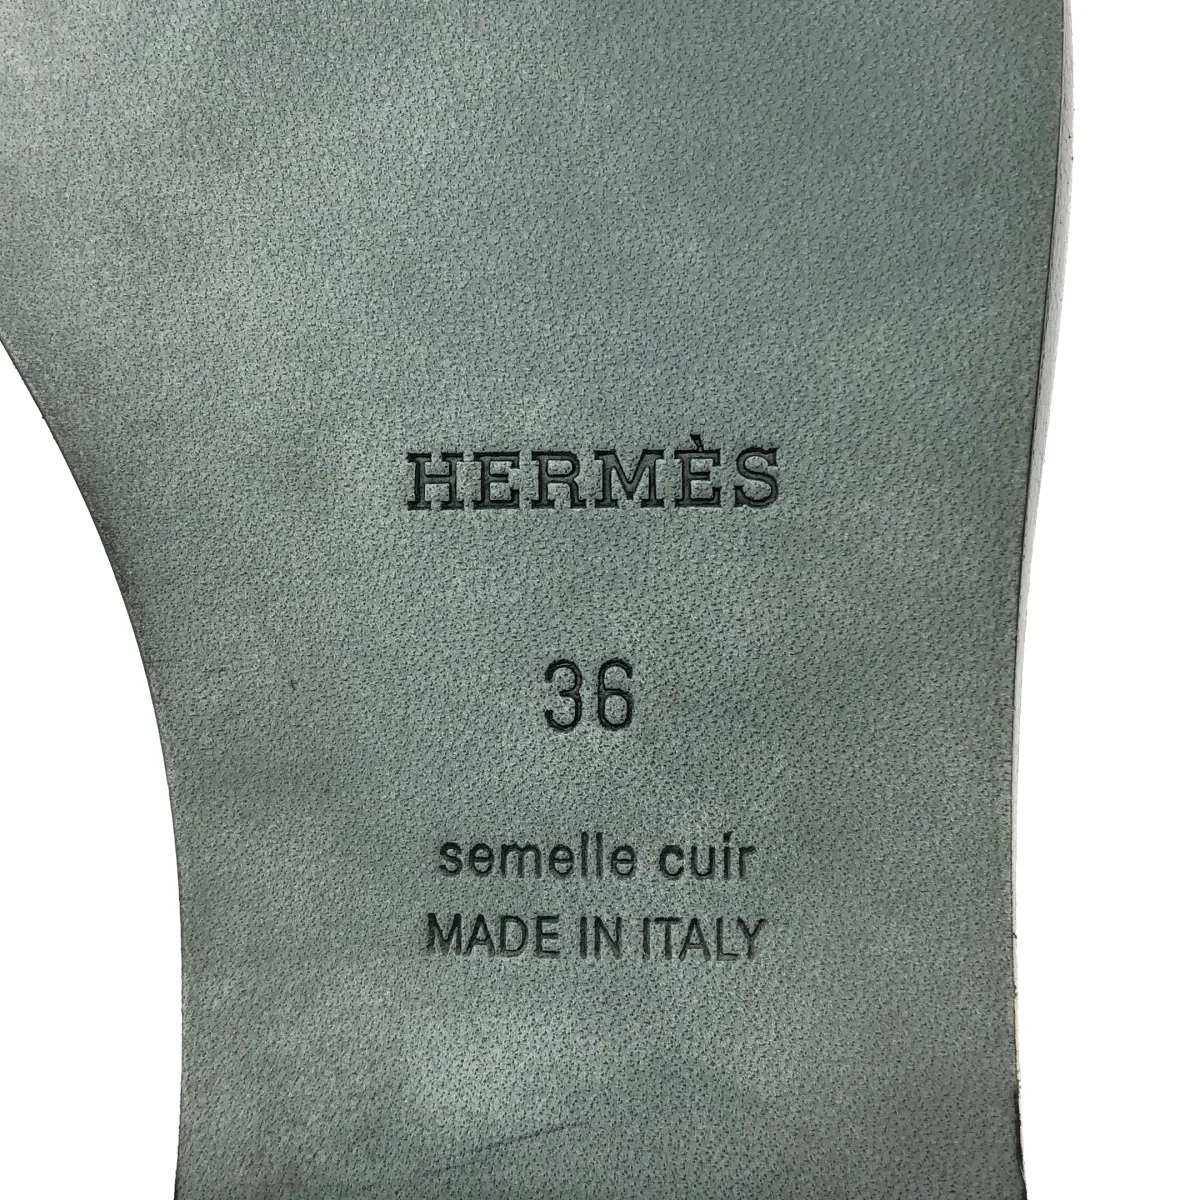 HERMÈS
36
semelle cuir
MADE IN ITALY